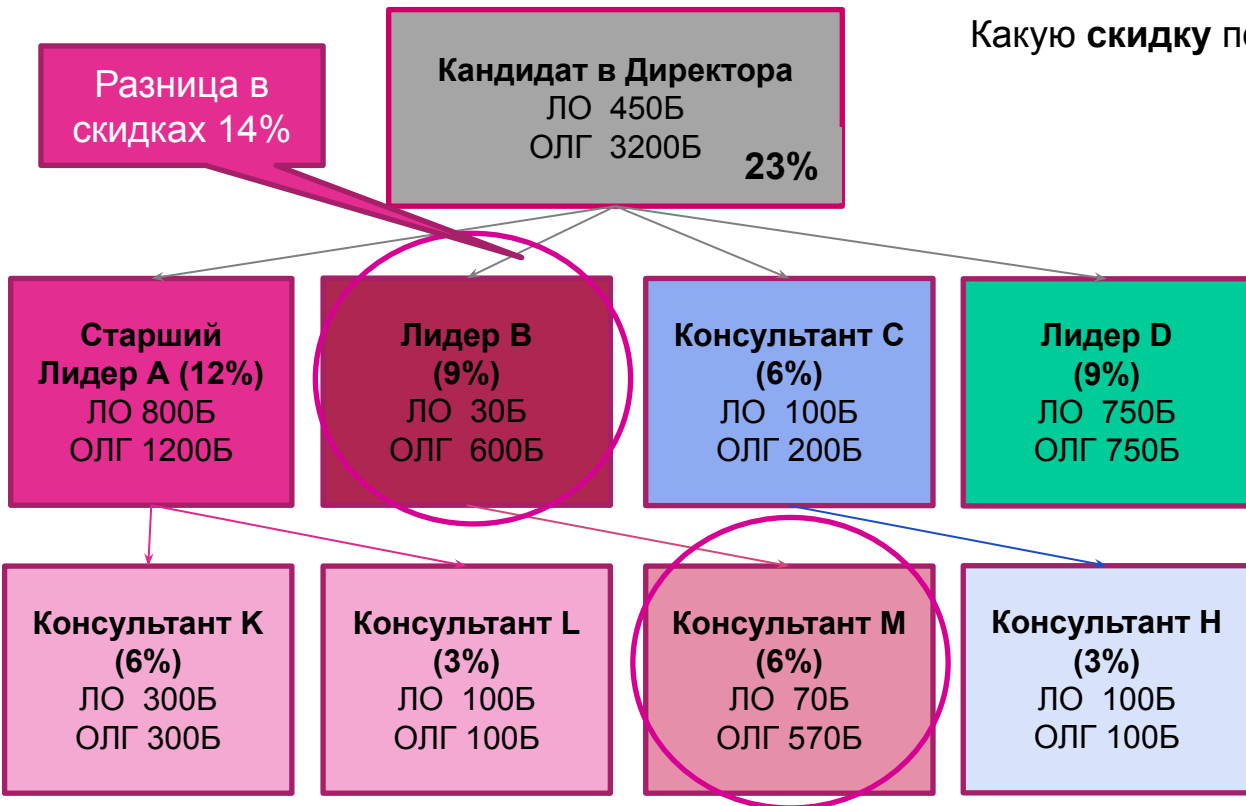 Какую скидку
Разница в
скидках 14%
Кандидат в Директора
ЛО 450Б
ОЛГ 3200Б
23%
Старший
Лидер А (12%)
ЛО 800Б
ОЛГ 1200Б
Лидер В
(9%)
ЛО 30Б
ОЛГ 600Б
Консультант С
(6%)
ЛО 100Б
ОЛГ 200Б
Лидер D
(9%)
ЛО 750Б
ОЛГ 750Б
Консультант K
(6%)
ЛО 300Б
ОЛГ 300Б
Консультант L
(3%)
ЛО 100Б
ОЛГ 100Б
Консультант М
(6%)
ЛО 70Б
ОЛГ 570Б
Консультант Н
(3%)
ЛО 100Б
ОЛГ 100Б